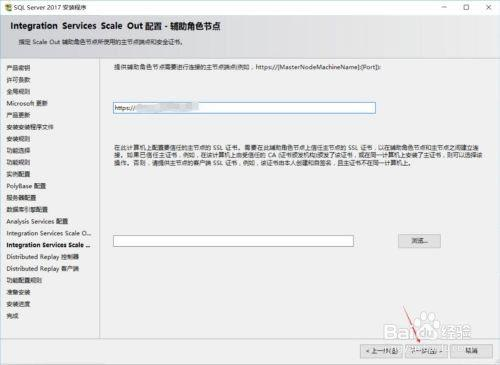 SQL Server 2017 安装程序
Integration Services Scale Out 配置 - 辅助角色节点
指定 Scale Out 辅助角色节点所使用的主节点端点和安全证书。
产品密钥
许可条款
全局规则
Microsoft 更新
产品更新
安装安装程序文件
安装规则
功能选择
功能规则
实例配置
PolyBase 配置
服务器配置
数据库引擎配置
Analysis Services 配置
Integration Services Scale O...
Integration Services Scale ...
Distributed Replay 控制器
Distributed Replay 客户端
功能配置规则
准备安装
安装进度
完成
提供辅助角色节点需要进行连接的主节点端点(例如, https://[MasterNodeMachineName]:[Port]):
https://
在此计算机上配置要信任的主节点的 SSL 证书。需要在此辅助角色节点上信任主节点的 SSL 证书，以在辅助角色节点和主节点之间建立连
接。如果已信任主证书，例如，在该计算机上由受信任的 CA (证书颁发机构)颁发了该证书，或在同一计算机上安装了主证书，则可以选择该
操作。否则，请提供主节点的客户端 SSL 证书，例如，该证书由本人创建和自签名，且主证书不在同一计算机上。
浏览...
< 上一步(B)
取消
Baidu 经验
jingyan.baidu.com